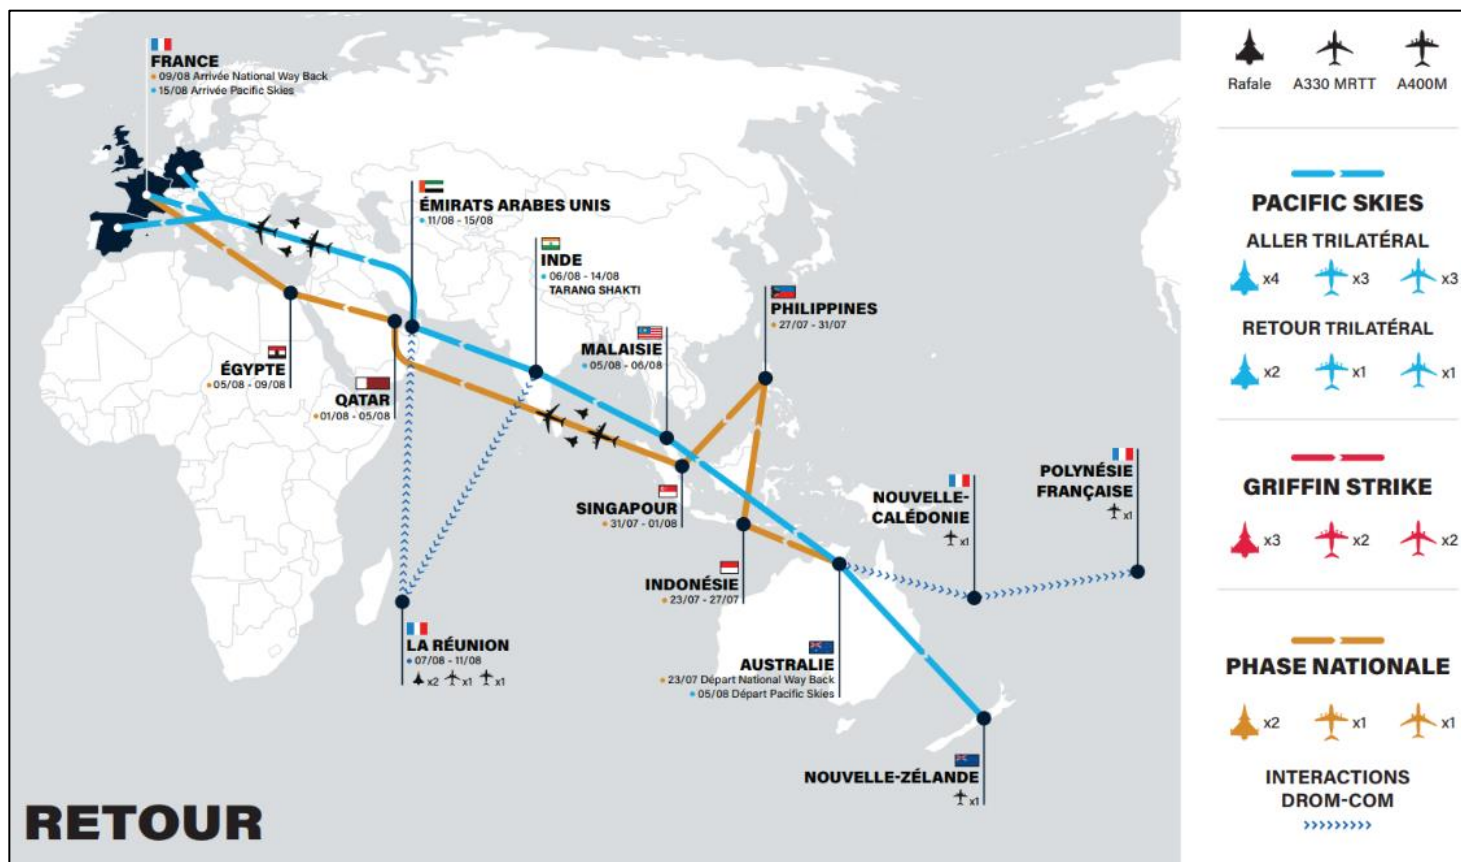 FRANCE
09/08 Arrivée National Way Back
15/08 Arrivée Pacific Skies
ÉMIRATS ARABES UNIS
11/08 - 15/08
INDE
06/08 - 14/08
TARANG SHAKTI
PHILIPPINES
27/07 - 31/07
MALAISIE
05/08 - 06/08
ÉGYPTE
05/08 - 09/08
QATAR
01/08 - 05/08
SINGAPOUR
31/07 - 01/08
NOUVELLE-
CALÉDONIE
x1
POLYNÉSIE
FRANÇAISE
x1
INDONÉSIE
23/07 - 27/07
LA RÉUNION
07/08 - 11/08
x2 x1 x1
AUSTRALIE
23/07 Départ National Way Back
05/08 Départ Pacific Skies
NOUVELLE-ZÉLANDE
x1
RETOUR
Rafale A330 MRTT A400M
PACIFIC SKIES
ALLER TRILATÉRAL
x4 x3 x3
RETOUR TRILATÉRAL
x2 x1 x1
GRIFFIN STRIKE
x3 x2 x2
PHASE NATIONALE
x2 x1 x1
INTERACTIONS
DROM-COM